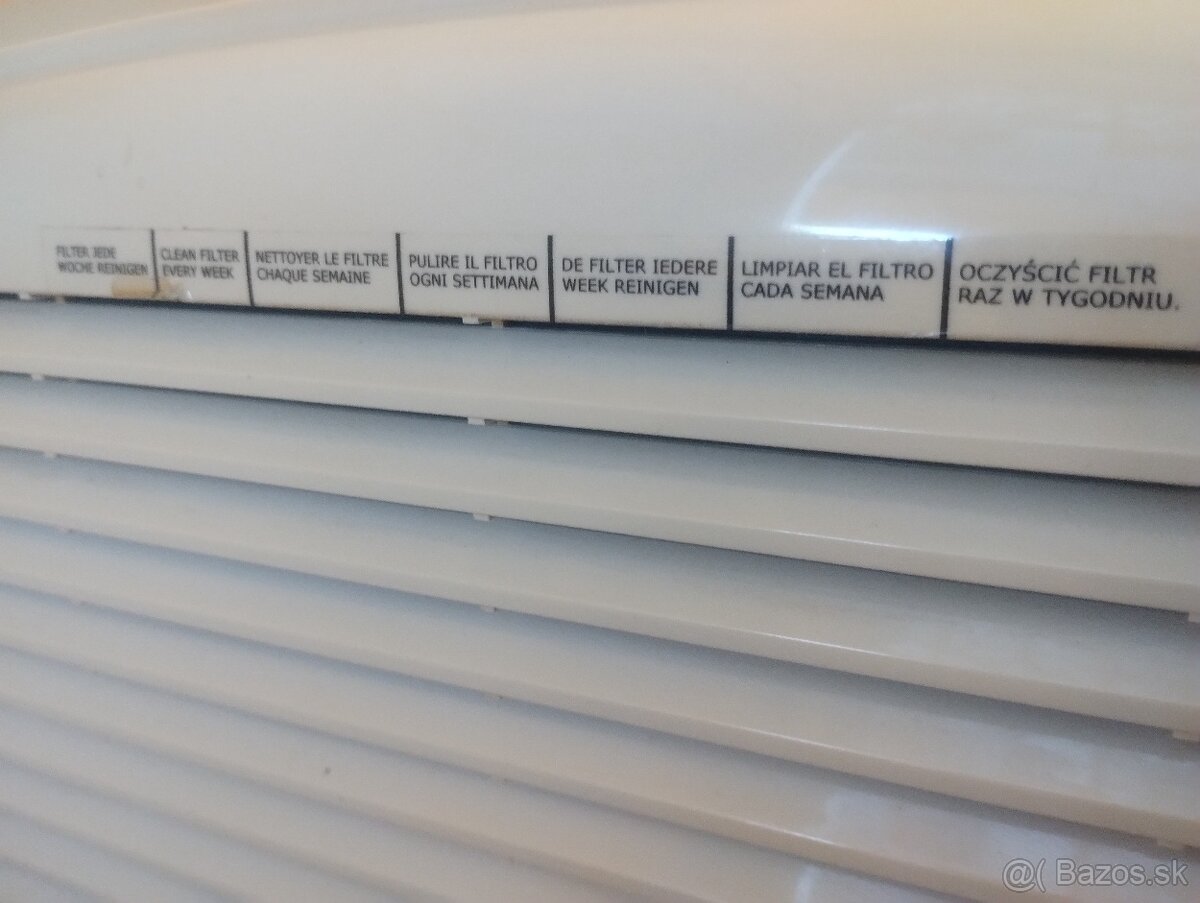 FILTER JEDE
WOCHE REINIGEN
CLEAN FILTER
EVERY WEEK
NETTOYER LE FILTRE
CHAQUE SEMAINE
PULIRE IL FILTRO
OGNI SETTIMANA
DE FILTER IEDERE
WEEK REINIGEN
LIMPIAR EL FILTRO
CADA SEMANA
OCZYŚCIĆ FILTR
RAZ W TYGODNIU.
@( Bazos.sk